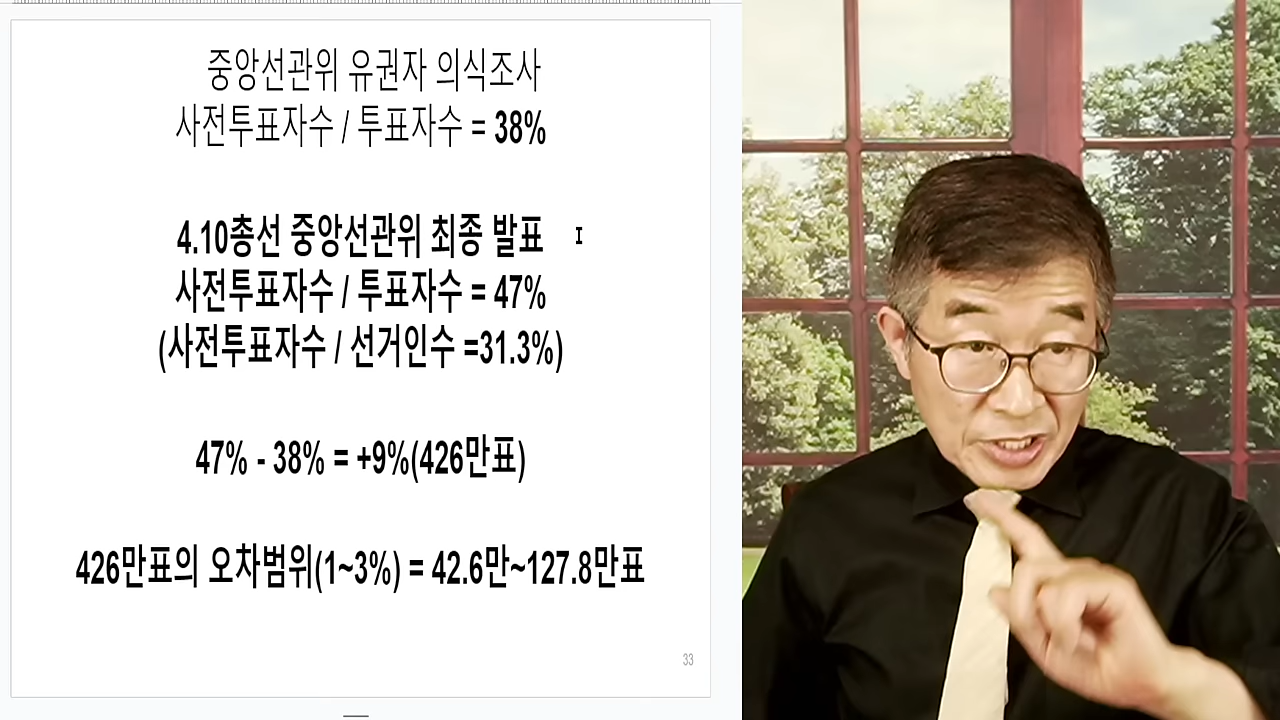 중앙선관위 유권자 의식조사
사전투표자수 / 투표자수 = 38%
4.10총선 중앙선관위 최종 발표
사전투표자수 / 투표자수 = 47%
(사전투표자수 / 선거인수 =31.3%)
47% - 38% = +9%(426만표)
426만표의 오차범위(1~3%) = 42.6만~127.8만표
33